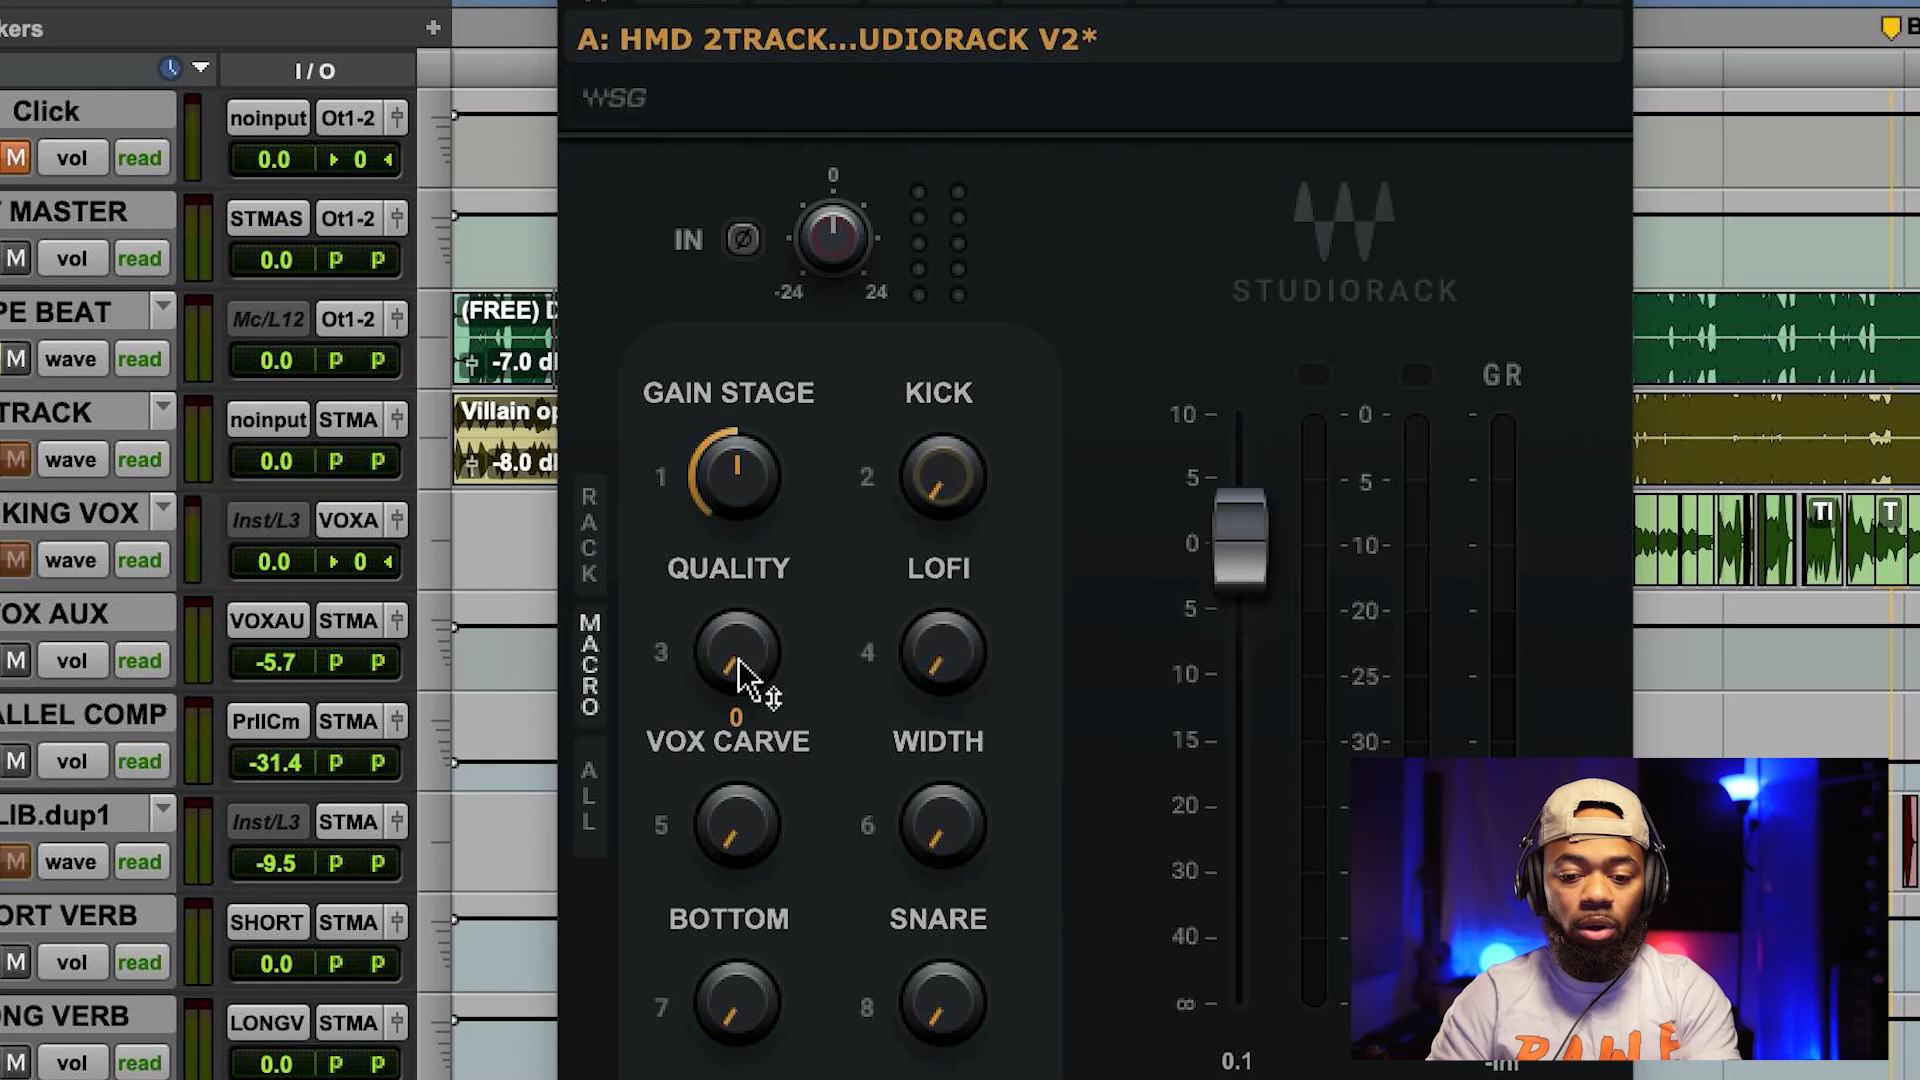 kers
+
I / O
Click
noinput
Ot1-2
M
vol
read
0.0
0
MASTER
STMAS
Ot1-2
M
vol
read
0.0
P
P
PE BEAT
Mc/L12
Ot1-2
M
wave
read
0.0
P
P
(FREE)
-7.0
TRACK
noinput
STMA
M
wave
read
0.0
P
P
Villain
-8.0
KING VOX
Inst/L3
VOXA
M
wave
read
0.0
0
OX AUX
VOXAU
STMA
M
vol
read
-5.7
P
P
ALLEL COMP
PrllCm
STMA
M
vol
read
-31.4
P
P
LIB.dup1
Inst/L3
STMA
M
wave
read
-9.5
P
P
ORT VERB
SHORT
STMA
M
vol
read
0.0
P
P
NG VERB
LONGV
STMA
M
vol
read
0.0
P
P
A: HMD 2TRACK...UDIORACK V2*
WSG
0
IN
Ø
-24
24
STUDIORACK
RACK
MACRO
ALL
GAIN STAGE
KICK
1
2
QUALITY
LOFI
3
4
0
VOX CARVE
WIDTH
5
6
BOTTOM
SNARE
7
8
GR
10
5
0
5
10
15
20
30
40
∞
0.1
0
-5
-10-
-20-
-25-
-30-
TI
T